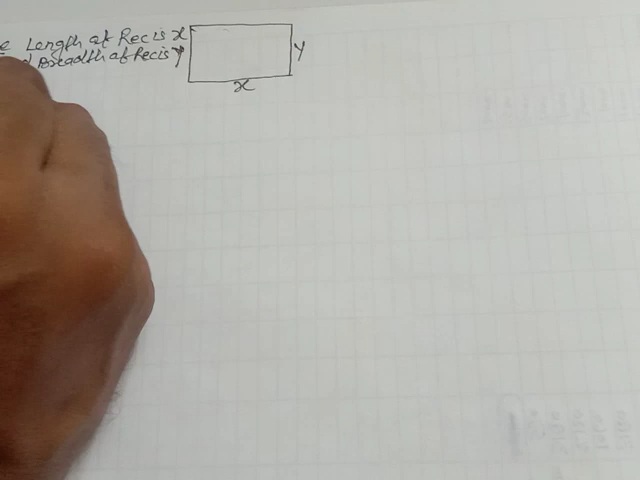 Length of Rec is x
Breadth of Rec is y
y
x